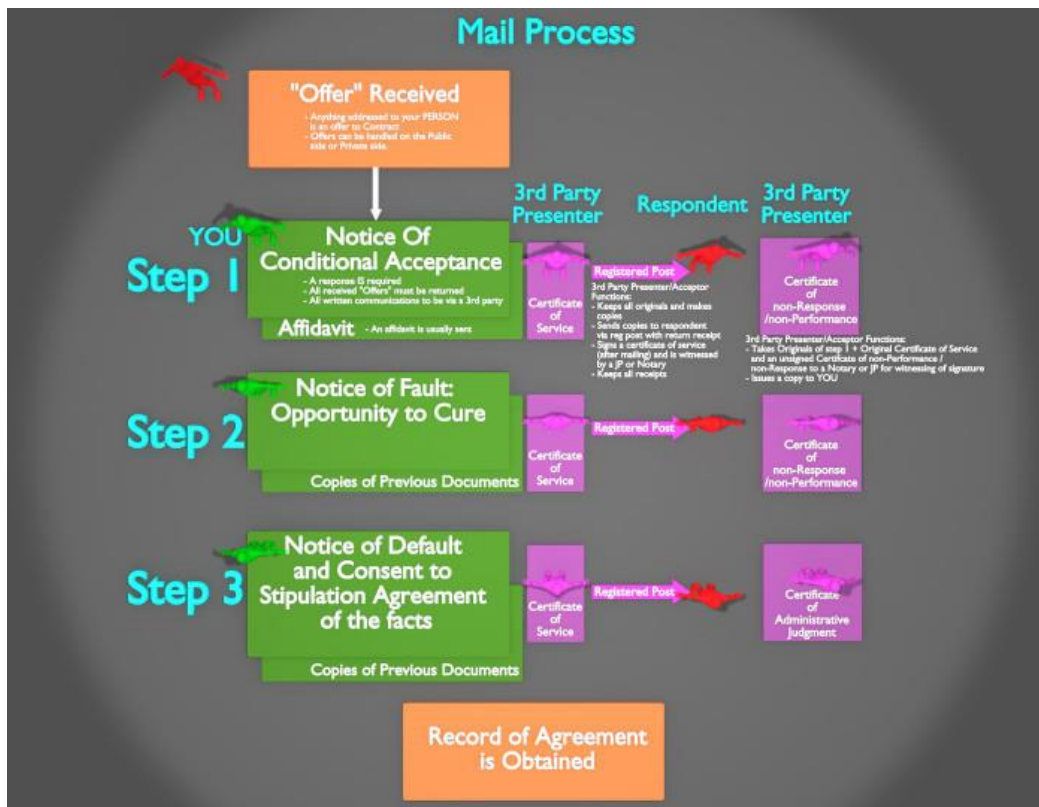 Mail Process
"Offer" Received
- Anything addressed to your PERSON
is an offer to Contract
- Offers can be handled on the Public
side or Private side.
3rd Party
Presenter
Respondent
3rd Party
Presenter
YOU
Step 1
Notice Of
Conditional Acceptance
- A response IS required
- All received "Offers" must be returned
- All written communications to be via a 3rd party
Affidavit - An affidavit is usually sent
Certificate
of
Service
Registered Post
3rd Party Presenter/Acceptor
Functions:
- Keeps all originals and makes
copies
- Sends copies to respondent
via reg post with return receipt
- Signs a certificate of service
(after mailing) and is witnessed
by a JP or Notary
- Keeps all receipts
Certificate
of
non-Response
/non-Performance
3rd Party Presenter/Acceptor Functions:
- Takes Originals of step 1 + Original Certificate of Service
and an unsigned Certificate of non-Performance /
non-Response to a Notary or JP for witnessing of signature
- Issues a copy to YOU
Step 2
Notice of Fault:
Opportunity to Cure
Copies of Previous Documents
Certificate
of
Service
Registered Post
Certificate
of
non-Response
/non-Performance
Step 3
Notice of Default
and Consent to
Stipulation Agreement
of the facts
Copies of Previous Documents
Certificate
of
Service
Registered Post
Certificate
of
Administrative
Judgment
Record of Agreement
is Obtained